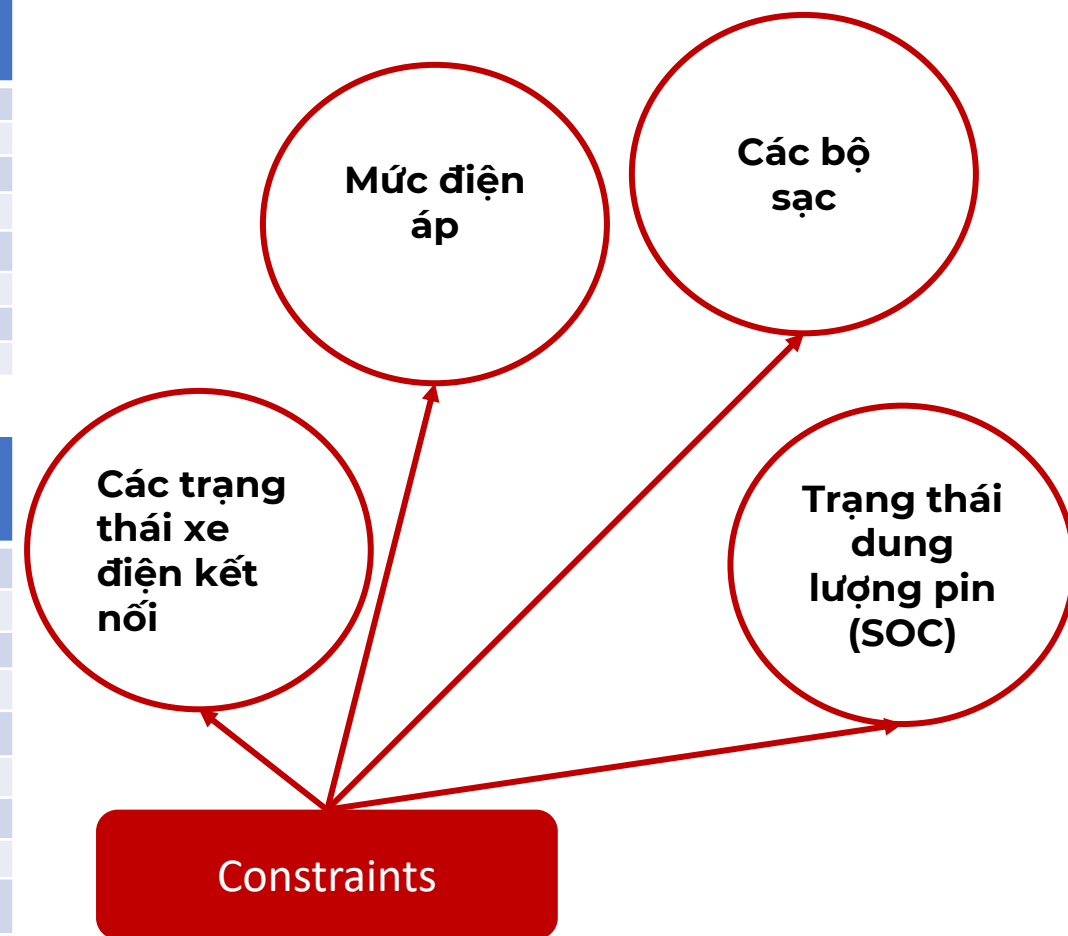 Mức điện
áp
Các bộ
sạc
Các trạng
thái xe
điện kết
nối
Trạng thái
dung
lượng pin
(SOC)
Constraints